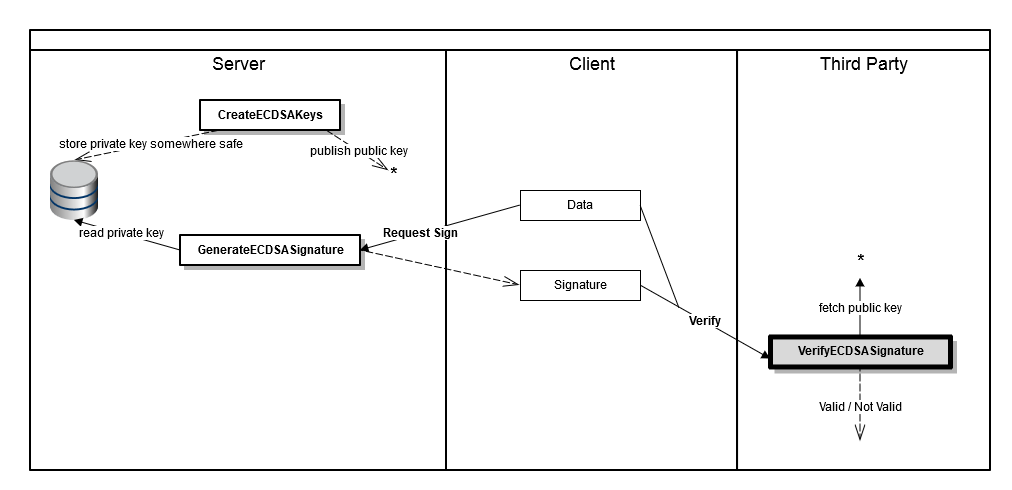 Server
Client
Third Party
CreateECDSAKeys
store private key somewhere safe
publish public key
*
Data
read private key
Request Sign
GenerateECDSASignature
*
Signature
fetch public key
Verify
VerifyECDSASignature
Valid / Not Valid